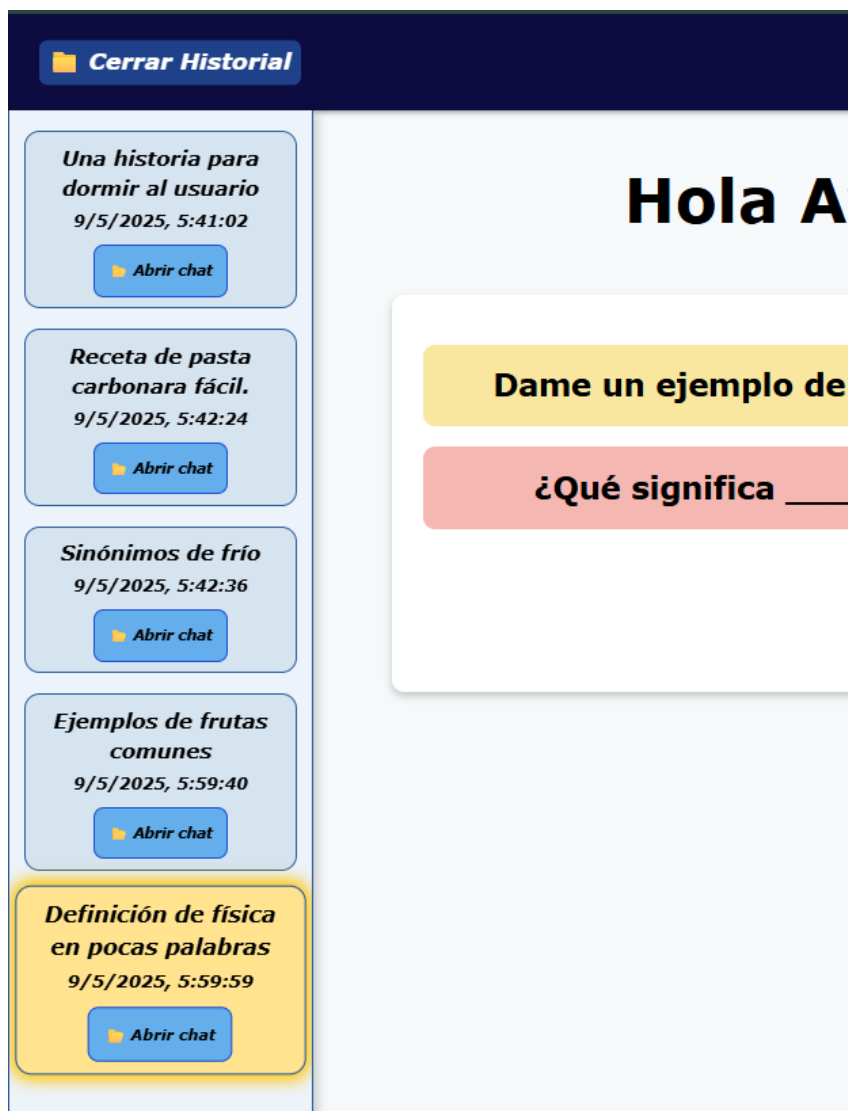 Cerrar Historial
Una historia para
dormir al usuario
9/5/2025, 5:41:02
Abrir chat
Receta de pasta
carbonara fácil.
9/5/2025, 5:42:24
Abrir chat
Sinónimos de frío
9/5/2025, 5:42:36
Abrir chat
Ejemplos de frutas
comunes
9/5/2025, 5:59:40
Abrir chat
Definición de física
en pocas palabras
9/5/2025, 5:59:59
Abrir chat
Hola A
Dame un ejemplo de
¿Qué significa ____